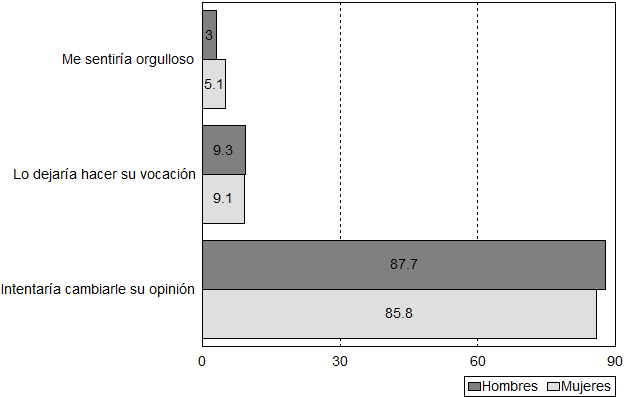 Me sentiría orgulloso
3
5.1
Lo dejaría hacer su vocación
9.3
9.1
Intentaría cambiarle su opinión
87.7
85.8
0 30 60 90
Hombres Mujeres